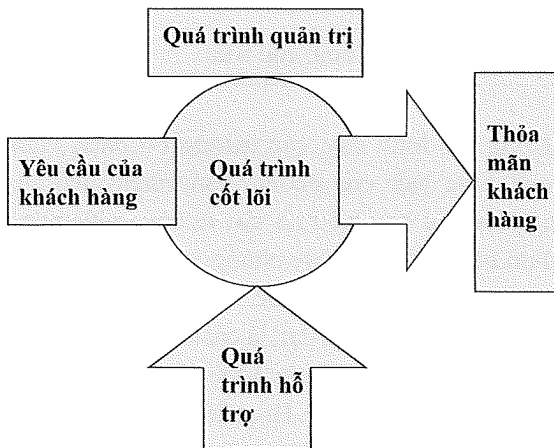 Quá trình quản trị
Yêu cầu của
khách hàng
Quá trình
cốt lõi
Thỏa
mãn
khách
hàng
Quá
trình hỗ
trợ